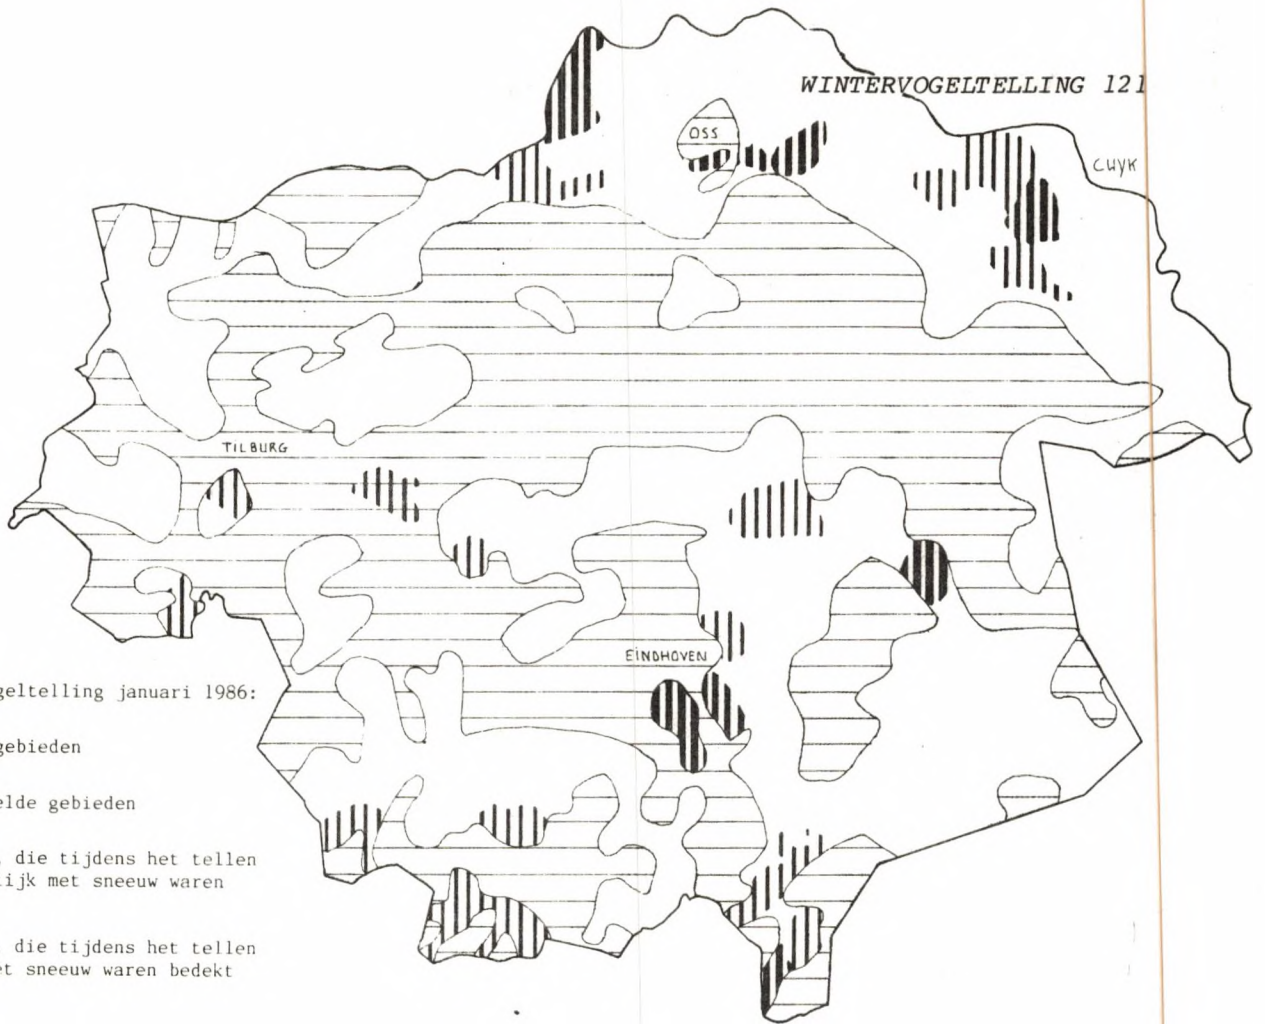 WINTERVOGELTELLING 121
OSS
CUYK
TILBURG
EINDHOVEN
geltelling januari 1986:
gebieden
elde gebieden
die tijdens het tellen
lijk met sneeuw waren
die tijdens het tellen
et sneeuw waren bedekt